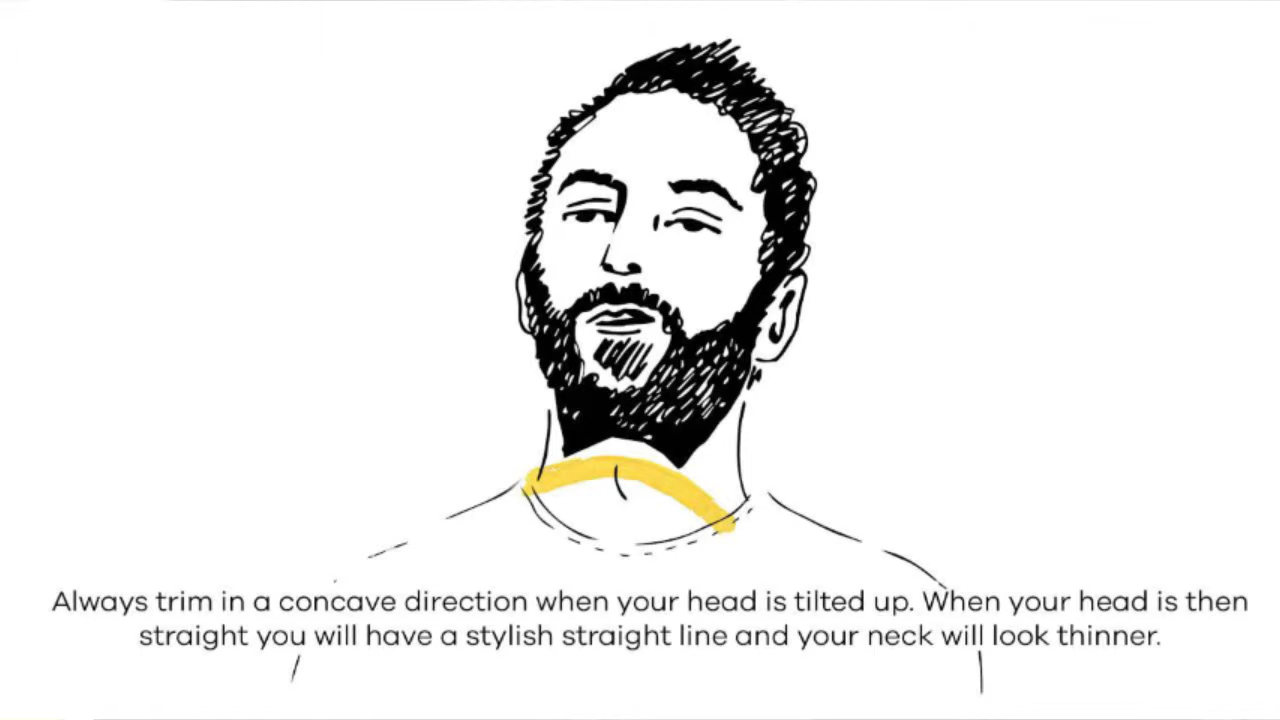 Always trim in a concave direction when your head is tilted up. When your head is then
straight you will have a stylish straight line and your neck will look thinner.